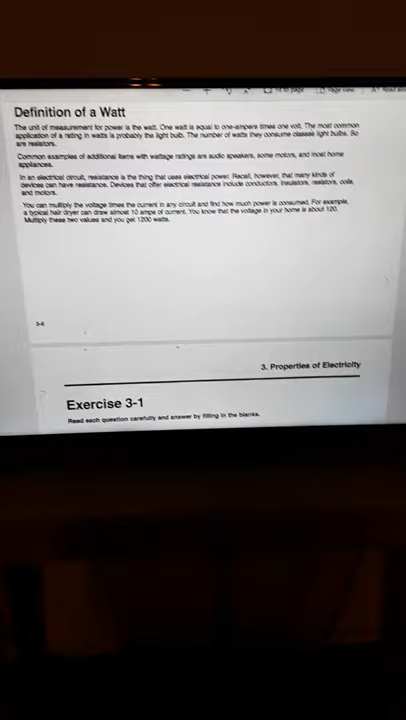 Fit to page Page view Read
Definition of a Watt
The unit of measurement for power is the watt. One watt is equal to one-ampere times one volt. The most common
application of a rating in watts is probably the light bulb. The number of watts they consume classes light bulbs. So
are resistors.
Common examples of additional items with wattage ratings are audio speakers, some motors, and most home
appliances.
In an electrical circuit, resistance is the thing that uses electrical power. Recall, however, that many kinds of
devices can have resistance. Devices that offer electrical resistance include conductors, insulators, resistors, coils,
and motors.
You can multiply the voltage times the current in any circuit and find how much power is consumed. For example,
a typical hair dryer can draw almost 10 amps of current. You know that the voltage in your home is about 120.
Multiply these two values and you get 1200 watts.
3-8
3. Properties of Electricity
Exercise 3-1
Read each question carefully and answer by filling in the blanks.